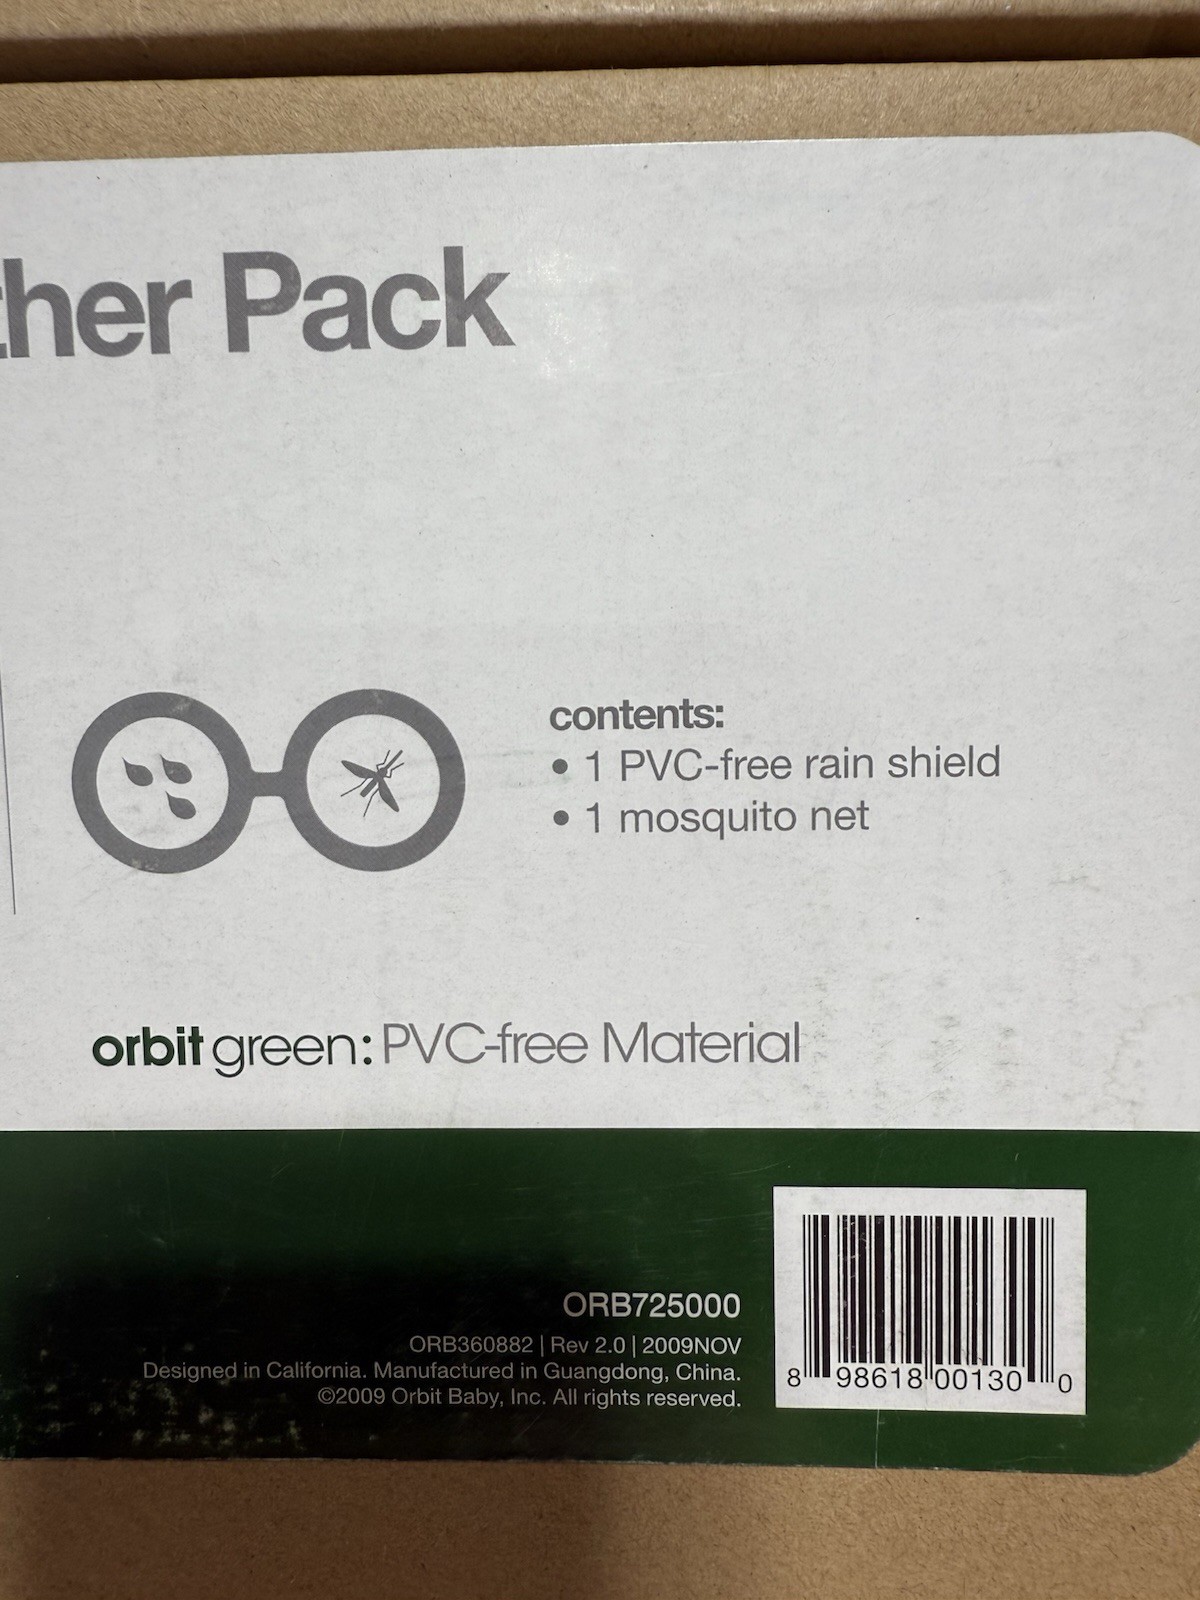 ther Pack
contents:
• 1 PVC-free rain shield
• 1 mosquito net
orbit green: PVC-free Material
ORB725000
ORB360882 | Rev 2.0 | 2009NOV
Designed in California. Manufactured in Guangdong, China.
©2009 Orbit Baby, Inc. All rights reserved.
8 98618 00130 0